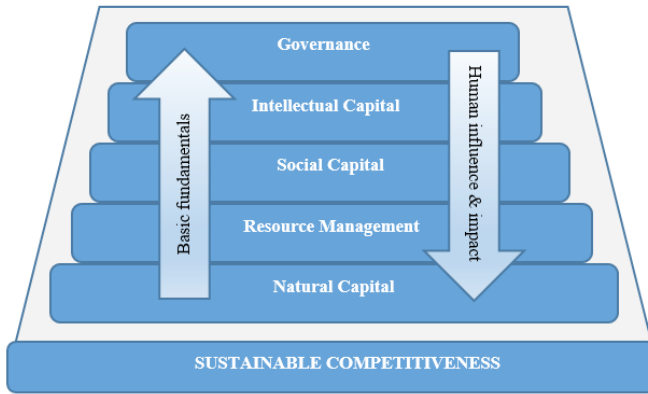 Governance
Intellectual Capital
Social Capital
Resource Management
Natural Capital
Basic fundamentals
Human influence & impact
SUSTAINABLE COMPETITIVENESS